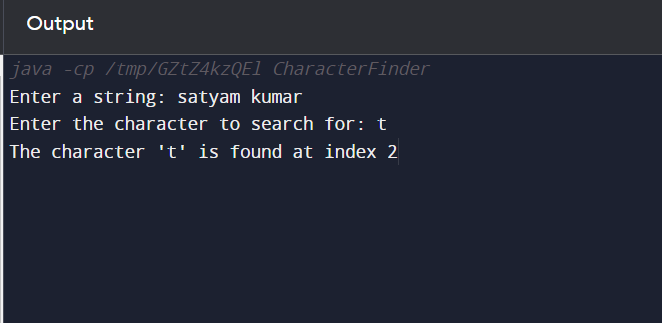 Output
java -cp /tmp/GZtZ4kzQEl CharacterFinder
Enter a string: satyam kumar
Enter the character to search for: t
The character 't' is found at index 2